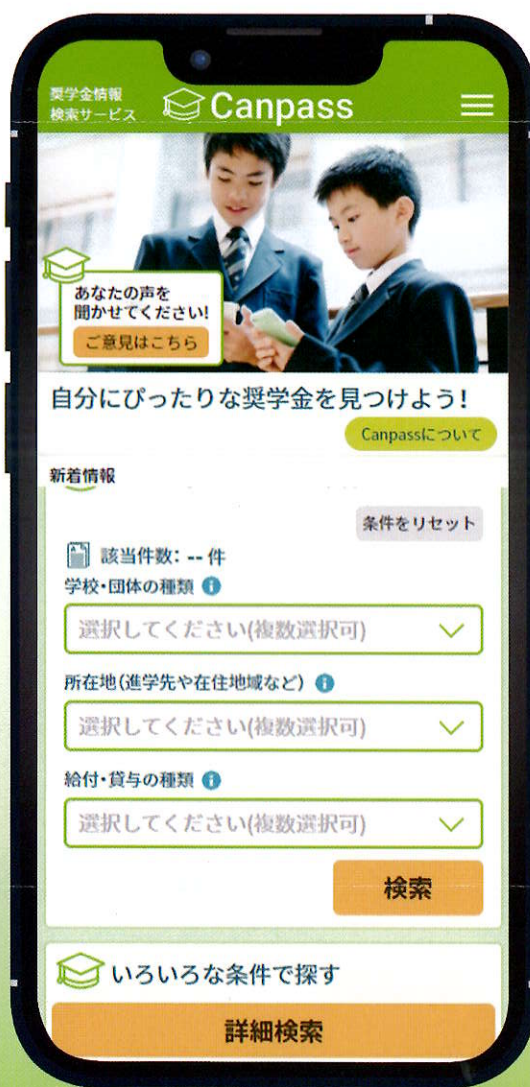 奨学金情報
検索サービス
Canpass
あなたの声を
聞かせてください!
ご意見はこちら
自分にぴったりな奨学金を見つけよう!
Canpassについて
新着情報
条件をリセット
該当件数: -- 件
学校・団体の種類
選択してください(複数選択可)
所在地(進学先や在住地域など)
選択してください(複数選択可)
給付・貸与の種類
選択してください(複数選択可)
検索
いろいろな条件で探す
詳細検索